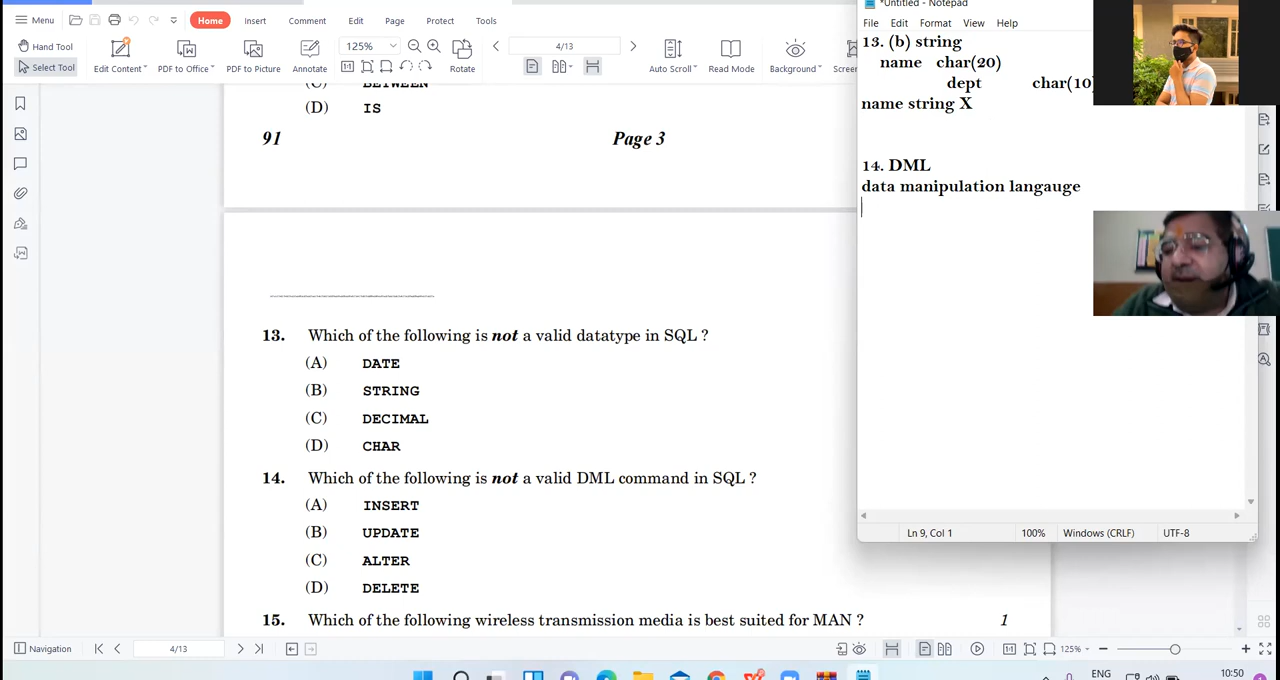 Menu
Home
Insert
Comment
Edit
Page
Protect
Tools
Hand Tool
Select Tool
Edit Content
PDF to Office
PDF to Picture
Annotate
125%
Rotate
4/13
Auto Scroll
Read Mode
Background
Screen
(C) BETWEEN
(D) IS
91 Page 3
13. Which of the following is not a valid datatype in SQL ?
(A) DATE
(B) STRING
(C) DECIMAL
(D) CHAR
14. Which of the following is not a valid DML command in SQL ?
(A) INSERT
(B) UPDATE
(C) ALTER
(D) DELETE
15. Which of the following wireless transmission media is best suited for MAN ? 1
*Untitled - Notepad
File Edit Format View Help
13. (b) string
name char(20)
dept char(10)
name string X
14. DML
data manipulation langauge
Ln 9, Col 1 100% Windows (CRLF) UTF-8
Navigation 4/13 125%
ENG 10:50